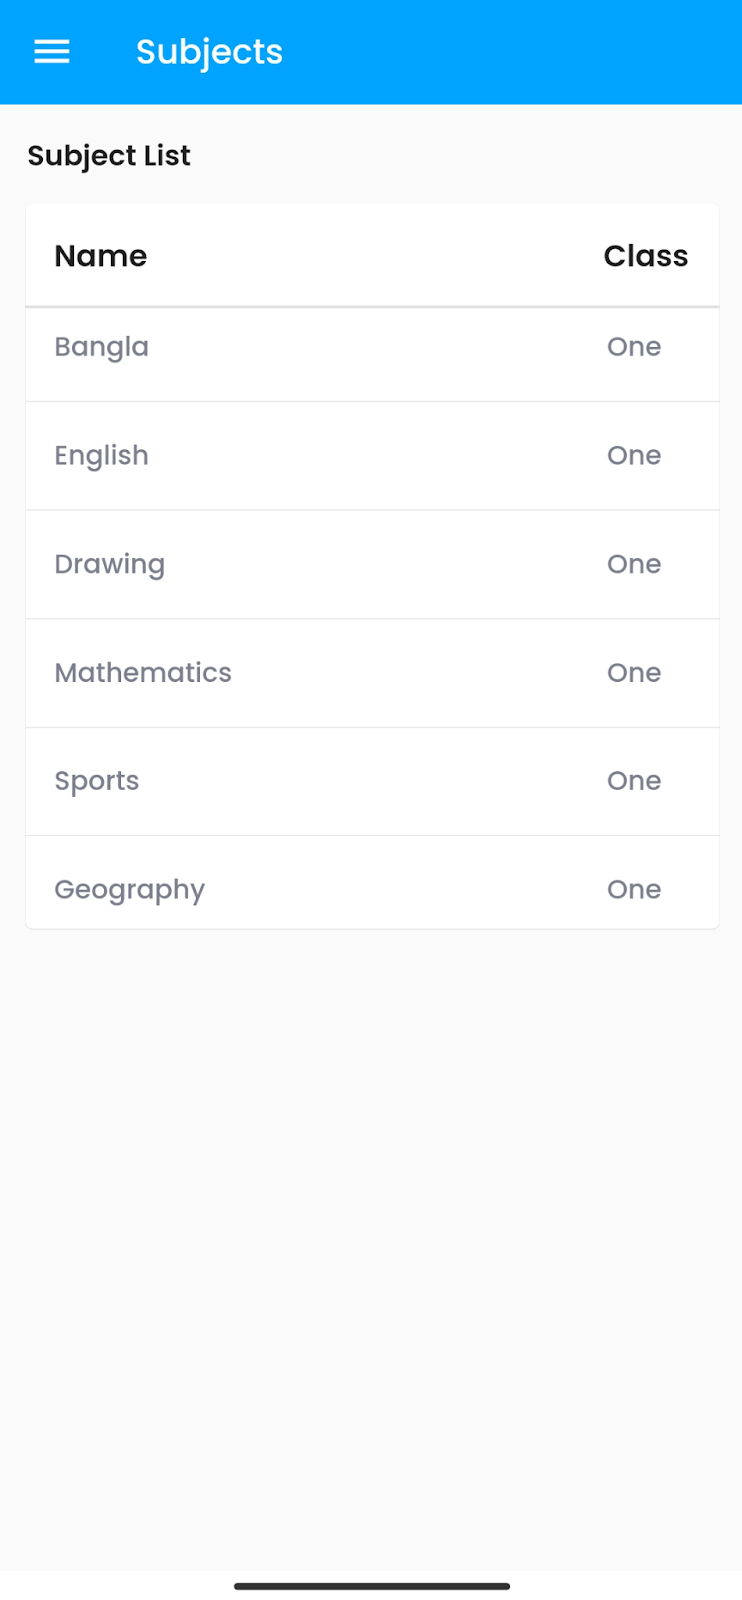 Subjects
Subject List
Name Class
Bangla One
English One
Drawing One
Mathematics One
Sports One
Geography One